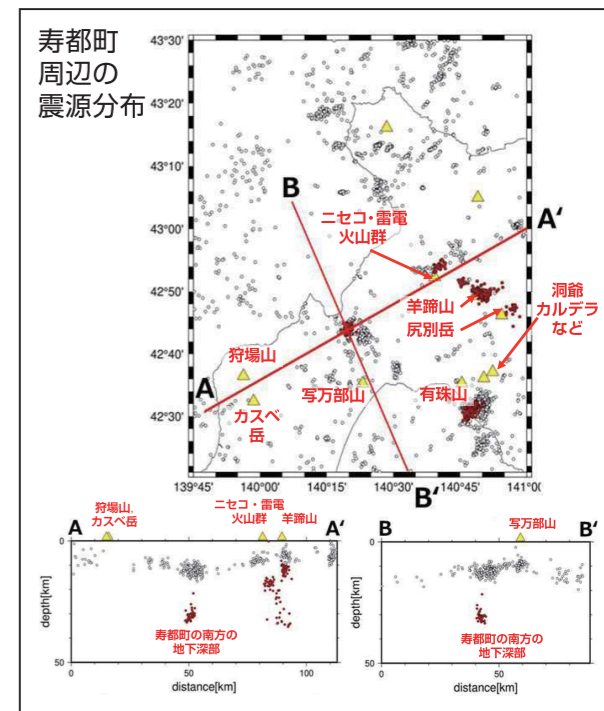 寿都町
周辺の
震源分布
43°30'
43°20'
43°10'
43°00'
42°50'
42°40'
42°30'
B
A'
ニセコ・雷電
火山群
羊蹄山
尻別岳
洞爺
カルデラ
など
狩場山
A
カスベ
岳
写万部山
有珠山
139°45'
140°00'
140°15'
140°30'
140°45'
141°00'
B'
A
狩場山,
カスベ岳
ニセコ・雷電
火山群
羊蹄山
A'
0
50
depth[km]
寿都町の南方の
地下深部
0
50
100
distance[km]
B
写万部山
B'
0
50
depth[km]
寿都町の南方の
地下深部
0
50
distance[km]